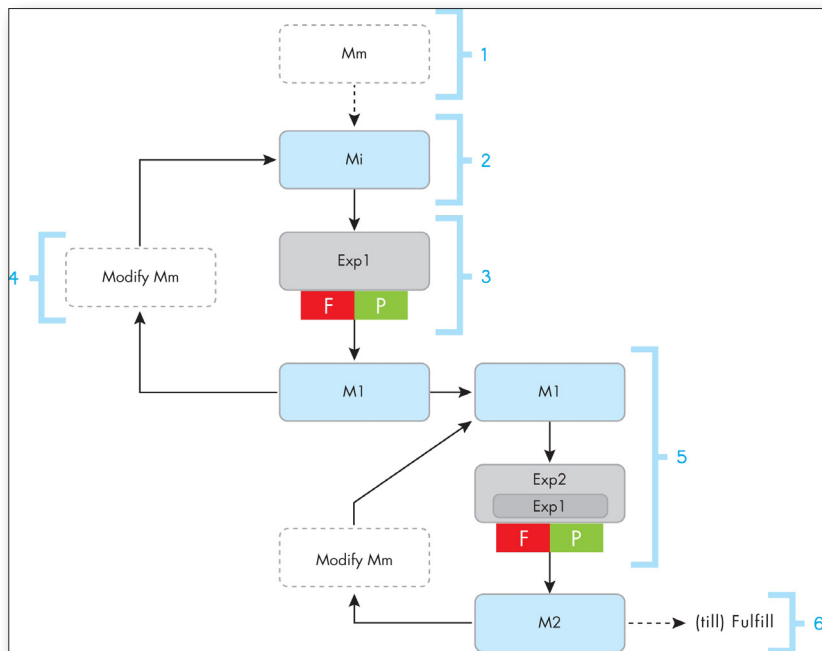 Mm
1
Mi
2
Exp1
F P
3
Modify Mm
4
M1
M1
Exp2
Exp1
F P
5
Modify Mm
M2
(till) Fulfill
6